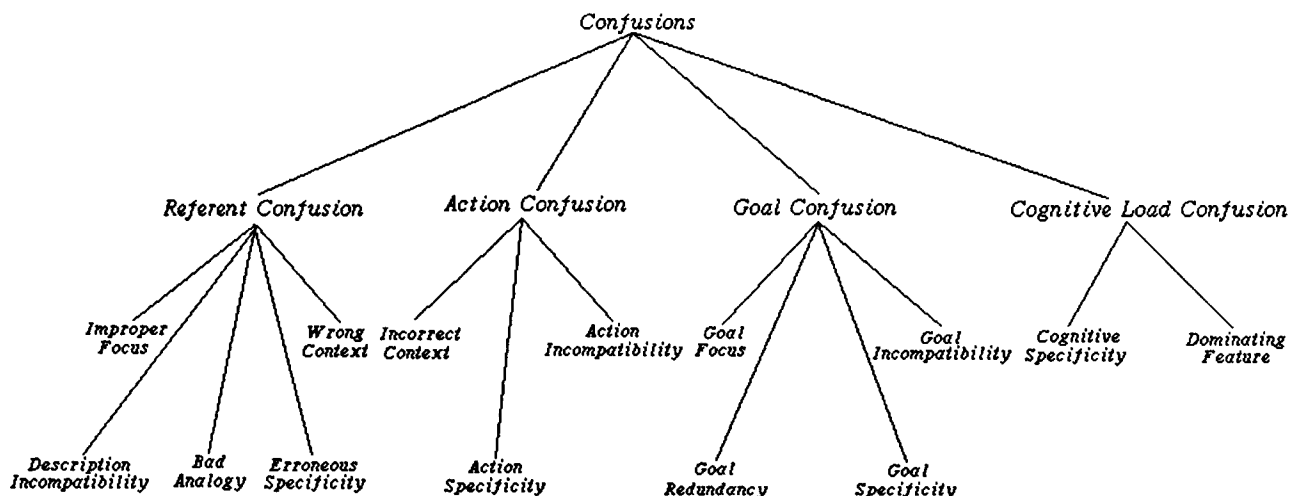 Confusions
Referent Confusion
Action Confusion
Goal Confusion
Cognitive Load Confusion
Improper
Focus
Wrong
Context
Incorrect
Context
Action
Incompatibility
Goal
Focus
Goal
Incompatibility
Cognitive
Specificity
Dominating
Feature
Description
Incompatibility
Bad
Analogy
Erroneous
Specificity
Action
Specificity
Goal
Redundancy
Goal
Specificity